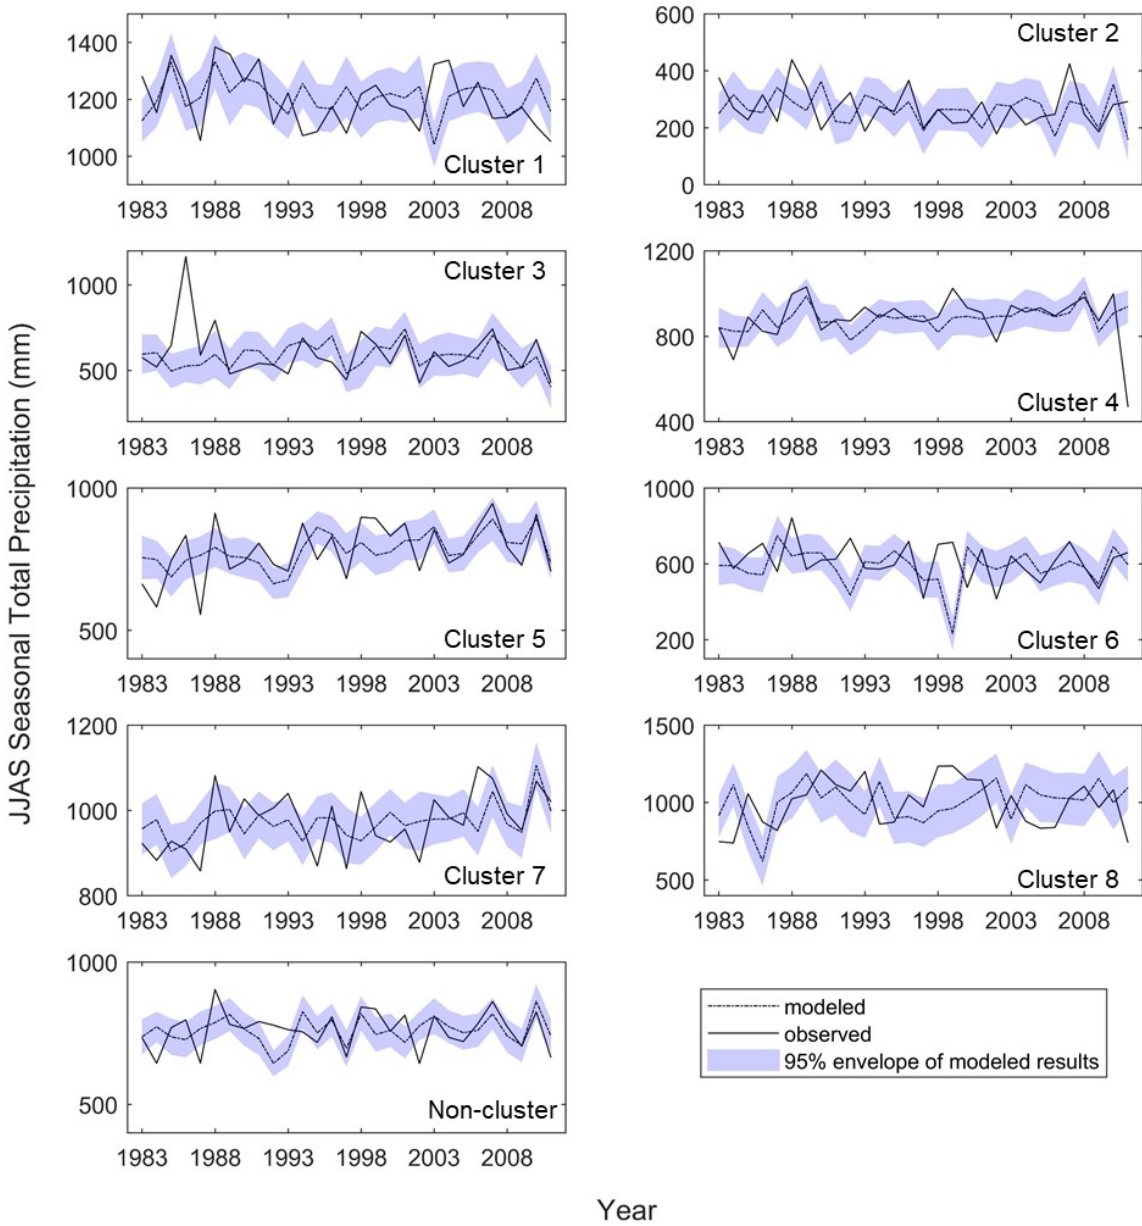 JJAS Seasonal Total Precipitation (mm)
1400
1200
1000
Cluster 1
1983 1988 1993 1998 2003 2008
600
400
200
0
Cluster 2
1983 1988 1993 1998 2003 2008
1000
500
Cluster 3
1983 1988 1993 1998 2003 2008
1200
800
400
Cluster 4
1983 1988 1993 1998 2003 2008
1000
500
Cluster 5
1983 1988 1993 1998 2003 2008
1000
600
200
Cluster 6
1983 1988 1993 1998 2003 2008
1200
1000
800
Cluster 7
1983 1988 1993 1998 2003 2008
1500
1000
500
Cluster 8
1983 1988 1993 1998 2003 2008
1000
500
Non-cluster
1983 1988 1993 1998 2003 2008
modeled
observed
95% envelope of modeled results
Year